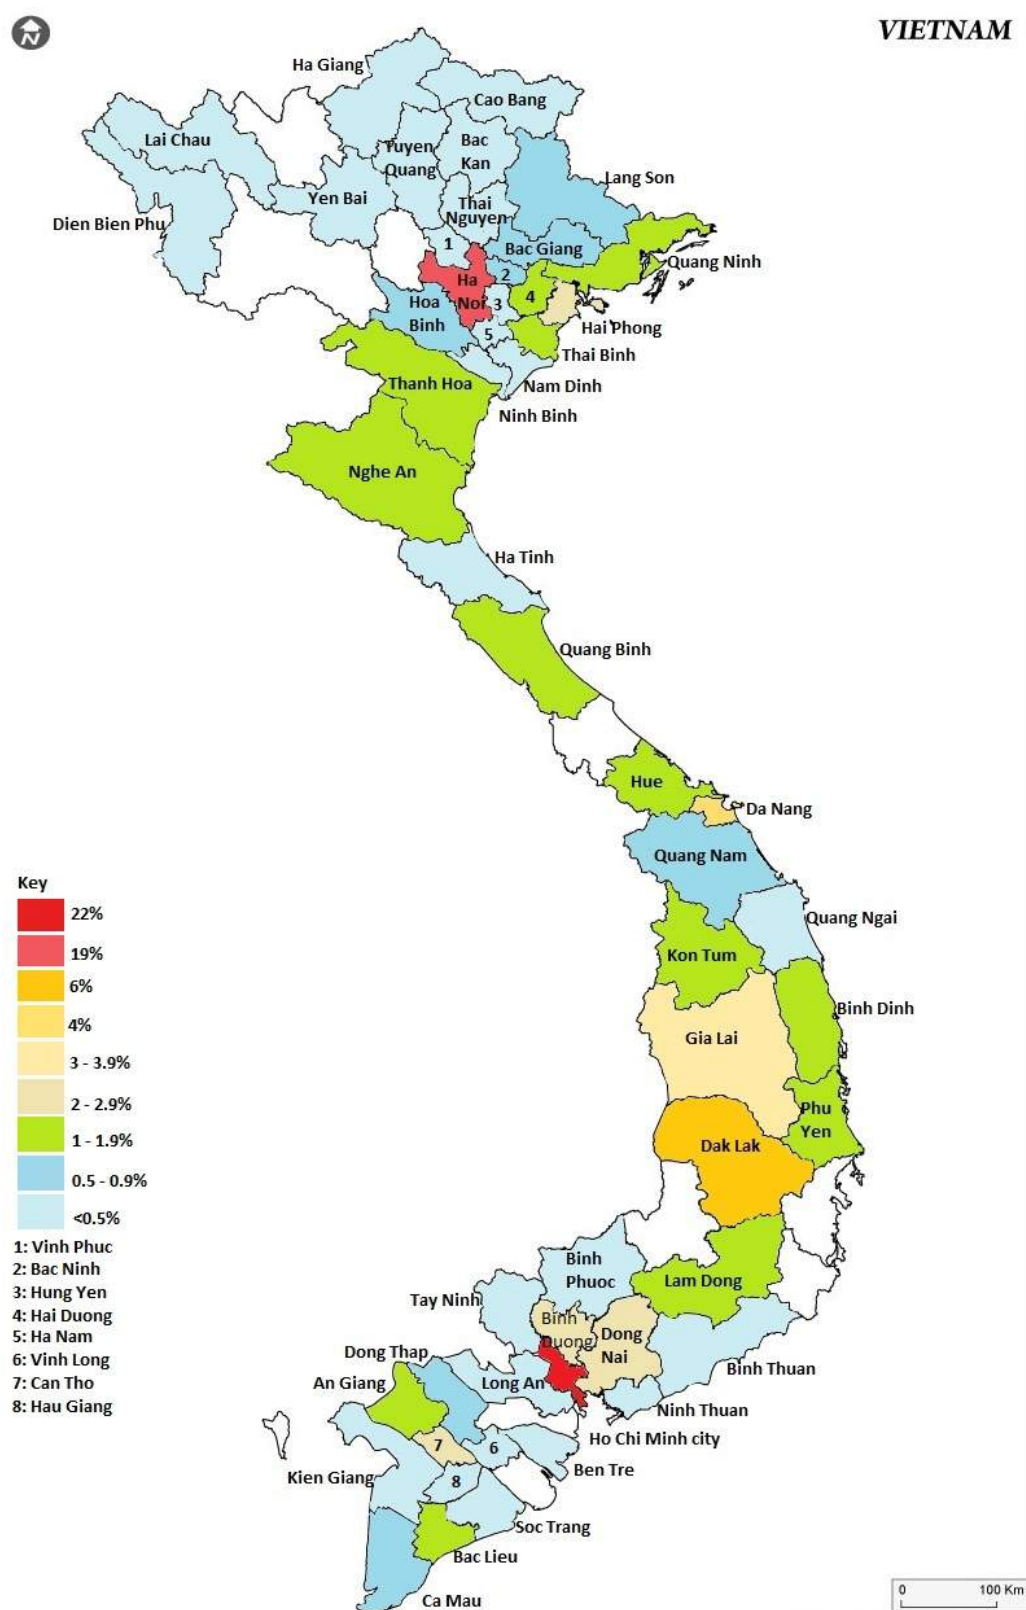 N
VIETNAM
Ha Giang
Cao Bang
Lai Chau
Tuyen
Quang
Bac
Kan
Lang Son
Yen Bai
Thai
Nguyen
Dien Bien Phu
1
Bac Giang
Quang Ninh
2
Ha
Noi
Hoa
Binh
3
4
Hai Phong
5
Thai Binh
Thanh Hoa
Nam Dinh
Ninh Binh
Nghe An
Ha Tinh
Quang Binh
Hue
Da Nang
Quang Nam
Quang Ngai
Kon Tum
Binh Dinh
Gia Lai
Phu
Yen
Dak Lak
Binh
Phuoc
Lam Dong
Tay Ninh
Binh
Duong
Dong
Nai
Dong Thap
Binh Thuan
An Giang
Long An
Ninh Thuan
Ho Chi Minh city
7
6
Ben Tre
Kien Giang
8
Soc Trang
Bac Lieu
Ca Mau
Key
22%
19%
6%
4%
3 - 3.9%
2 - 2.9%
1 - 1.9%
0.5 - 0.9%
<0.5%
1: Vinh Phuc
2: Bac Ninh
3: Hung Yen
4: Hai Duong
5: Ha Nam
6: Vinh Long
7: Can Tho
8: Hau Giang
0 100 Km